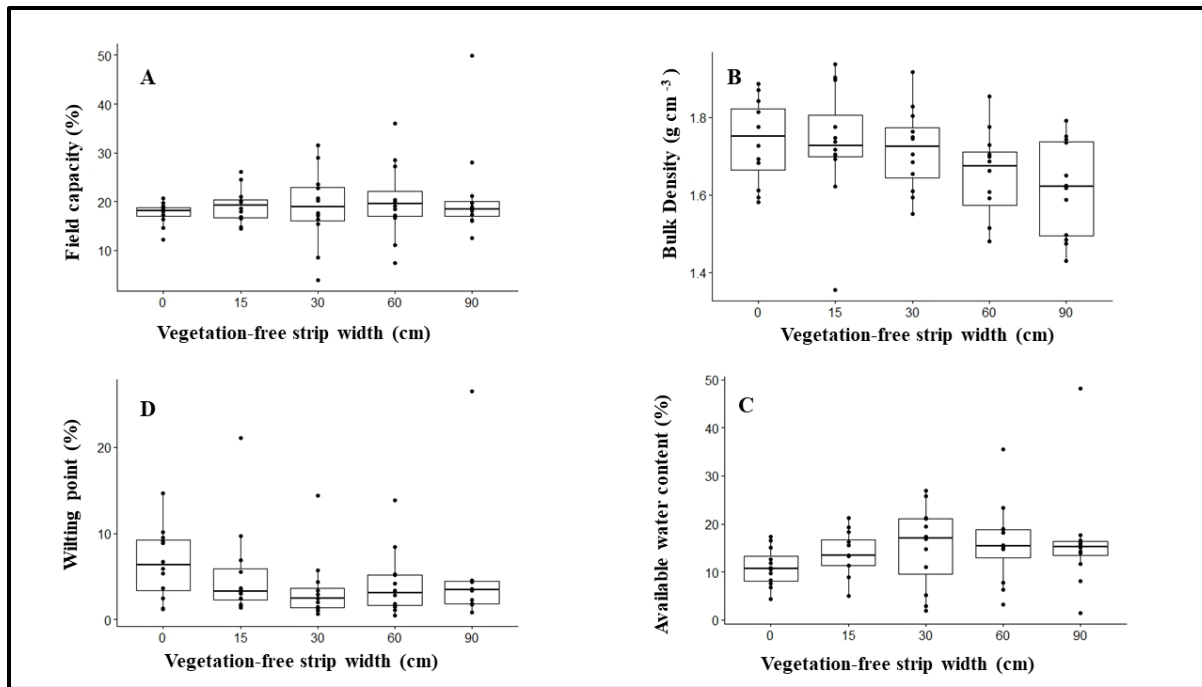 A
Field capacity (%)
50
40
30
20
10
0 15 30 60 90
Vegetation-free strip width (cm)
B
Bulk Density (g cm -3)
1.8
1.6
1.4
0 15 30 60 90
Vegetation-free strip width (cm)
D
Wilting point (%)
20
10
0
0 15 30 60 90
Vegetation-free strip width (cm)
C
Available water content (%)
50
40
30
20
10
0
0 15 30 60 90
Vegetation-free strip width (cm)